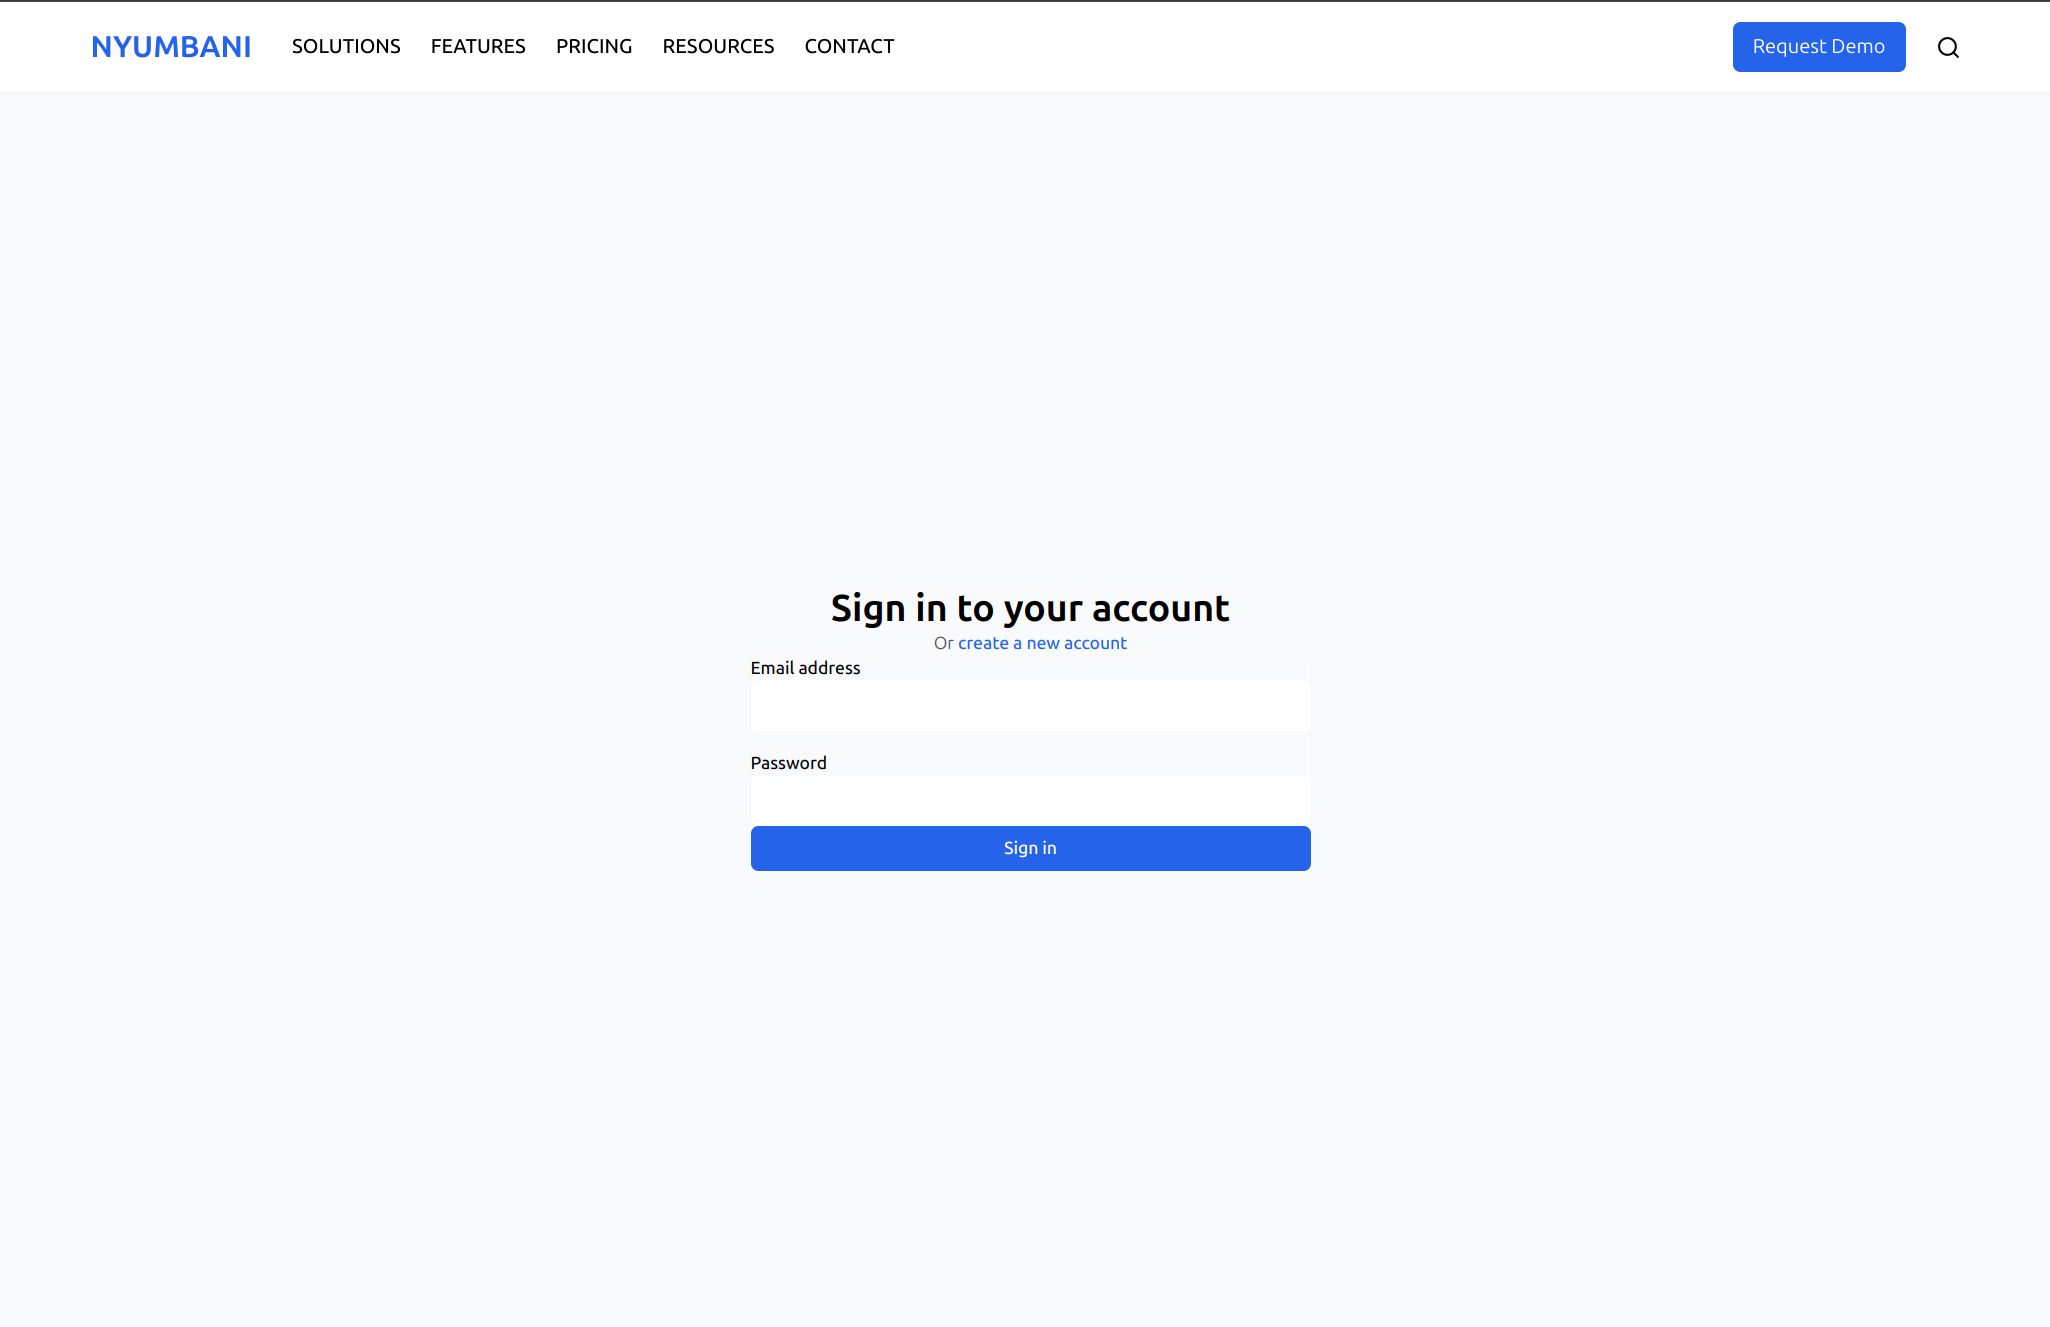 NYUMBANI SOLUTIONS FEATURES PRICING RESOURCES CONTACT Request Demo
Sign in to your account
Or create a new account
Email address
Password
Sign in